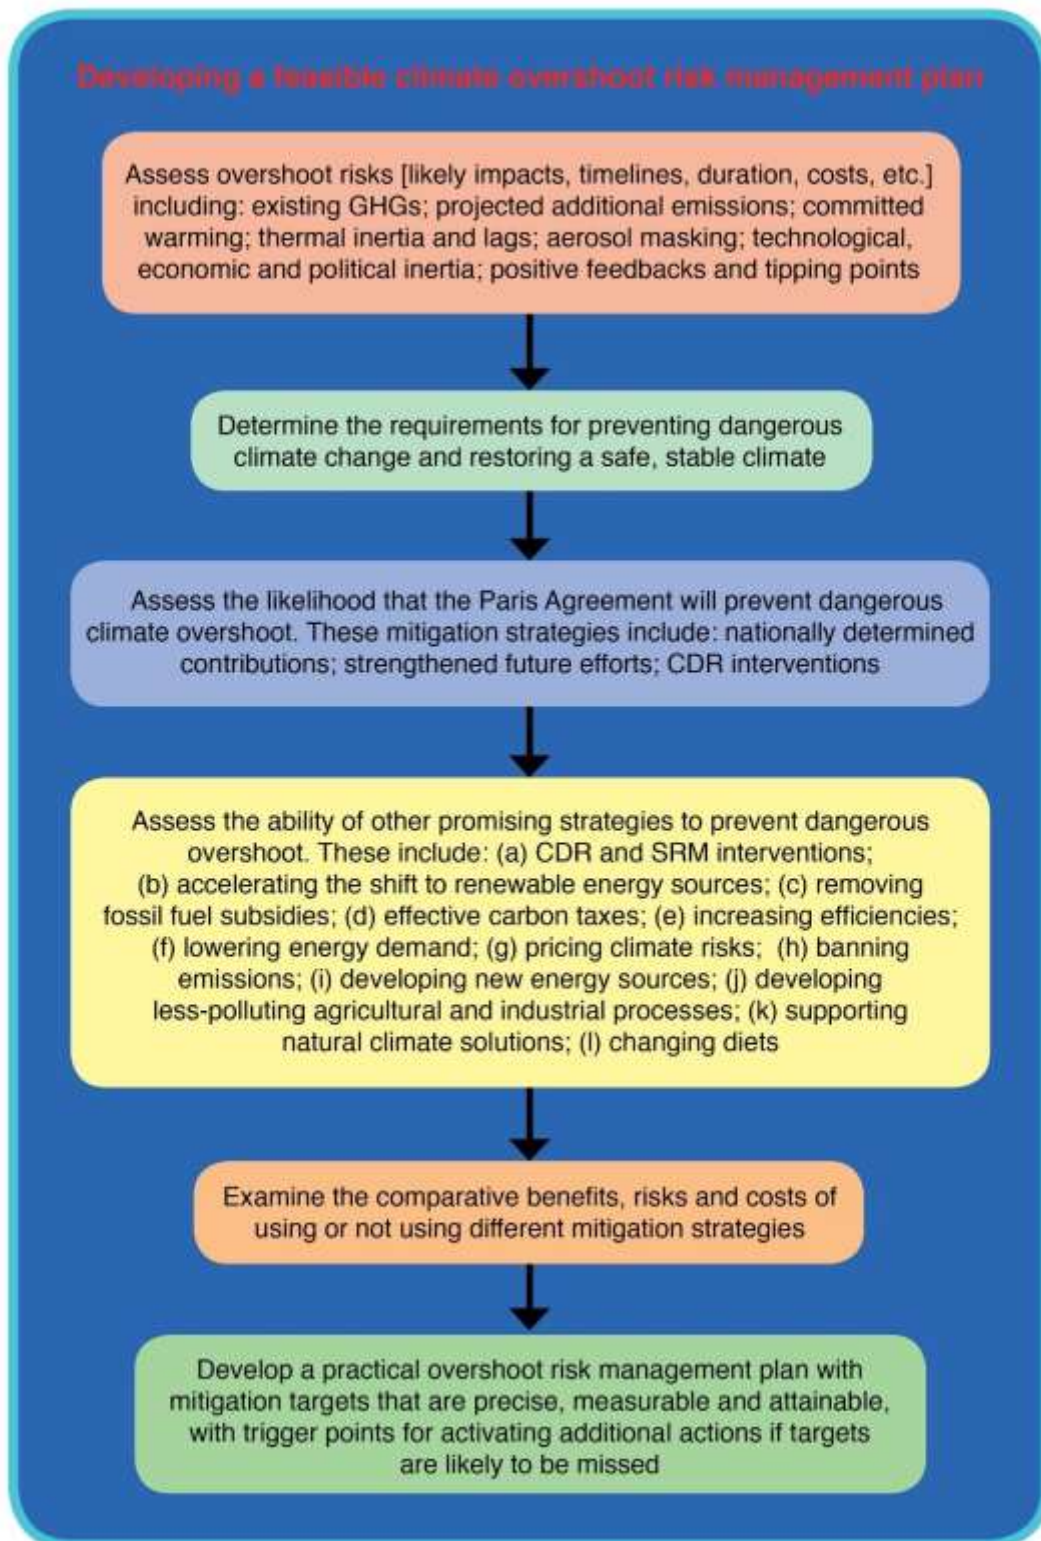 Developing a feasible climate overshoot risk management plan
Assess overshoot risks [likely impacts, timelines, duration, costs, etc.]
including: existing GHGs; projected additional emissions; committed
warming; thermal inertia and lags; aerosol masking; technological,
economic and political inertia; positive feedbacks and tipping points
Determine the requirements for preventing dangerous
climate change and restoring a safe, stable climate
Assess the likelihood that the Paris Agreement will prevent dangerous
climate overshoot. These mitigation strategies include: nationally determined
contributions; strengthened future efforts; CDR interventions
Assess the ability of other promising strategies to prevent dangerous
overshoot. These include: (a) CDR and SRM interventions;
(b) accelerating the shift to renewable energy sources; (c) removing
fossil fuel subsidies; (d) effective carbon taxes; (e) increasing efficiencies;
(f) lowering energy demand; (g) pricing climate risks; (h) banning
emissions; (i) developing new energy sources; (j) developing
less-polluting agricultural and industrial processes; (k) supporting
natural climate solutions; (l) changing diets
Examine the comparative benefits, risks and costs of
using or not using different mitigation strategies
Develop a practical overshoot risk management plan with
mitigation targets that are precise, measurable and attainable,
with trigger points for activating additional actions if targets
are likely to be missed